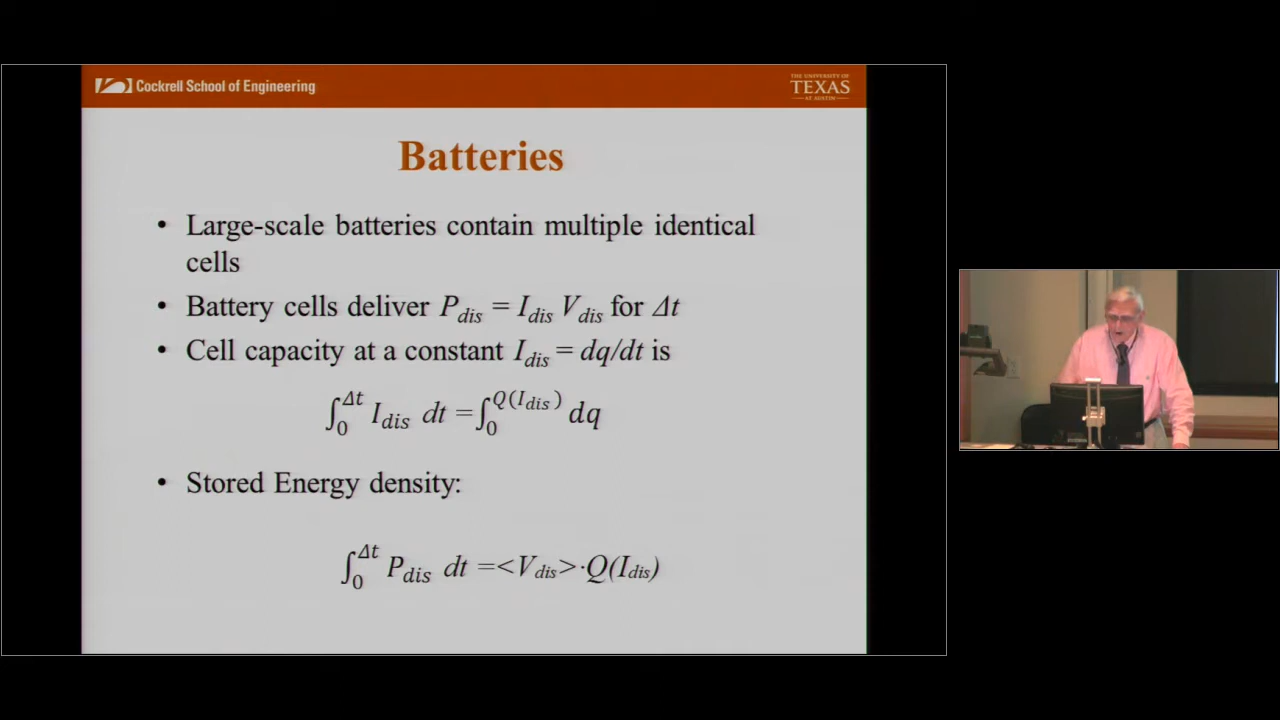 Cockrell School of Engineering
THE UNIVERSITY OF
TEXAS
AT AUSTIN
Batteries
• Large-scale batteries contain multiple identical
cells
• Battery cells deliver P_dis = I_dis V_dis for Δt
• Cell capacity at a constant I_dis = dq/dt is
∫_0^Δt I_dis dt = ∫_0^Q(I_dis) dq
• Stored Energy density:
∫_0^Δt P_dis dt =<V_dis>·Q(I_dis)